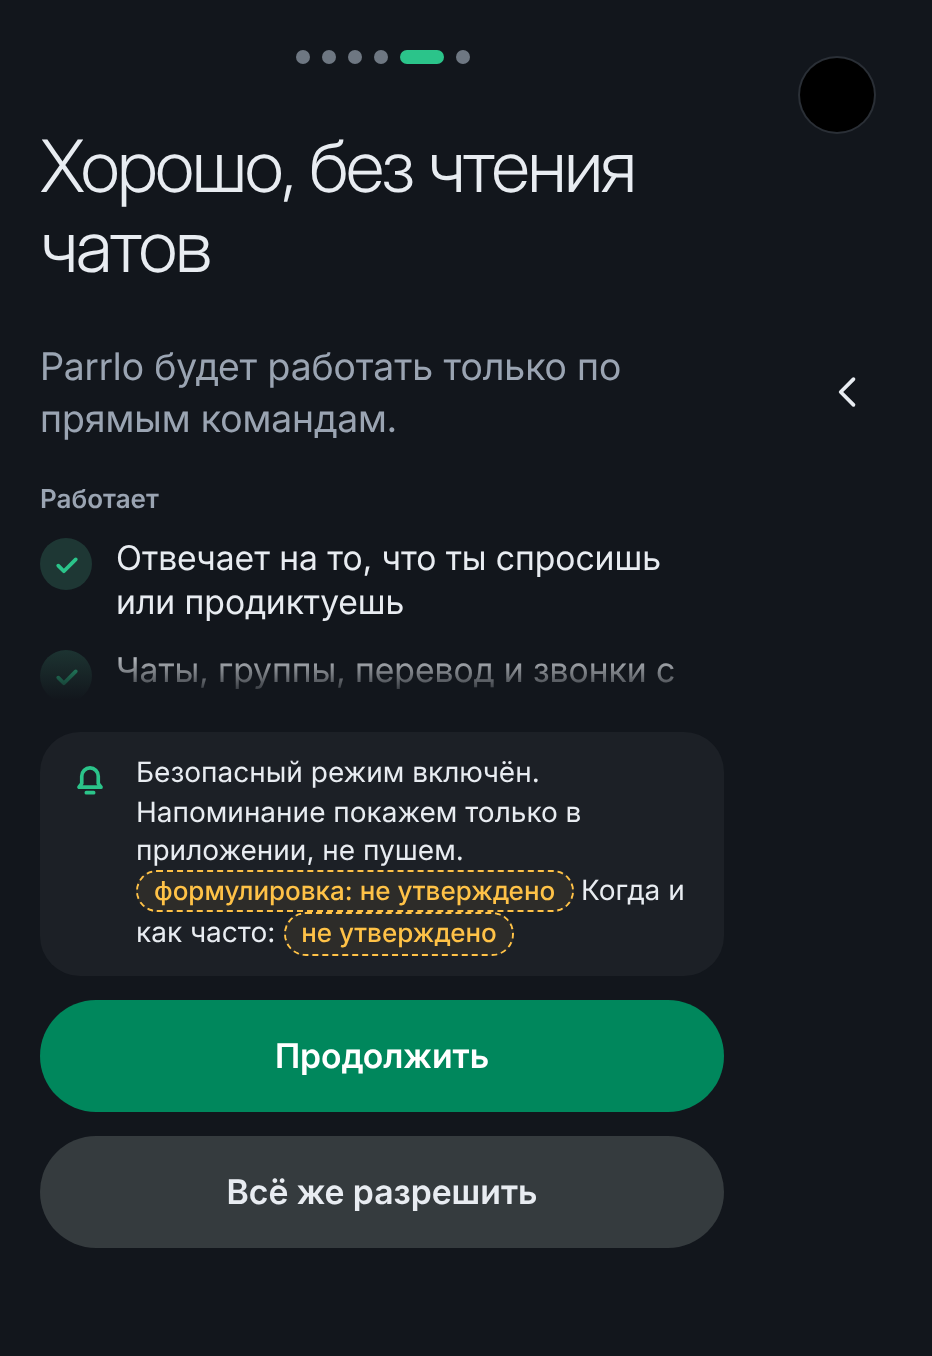 Хорошо, без чтения
чатов
Parrlo будет работать только по
прямым командам.
Работает
Отвечает на то, что ты спросишь
или продиктуешь
Чаты, группы, перевод и звонки с
Безопасный режим включён.
Напоминание покажем только в
приложении, не пушем.
формулировка: не утверждено Когда и
как часто: не утверждено
Продолжить
Всё же разрешить